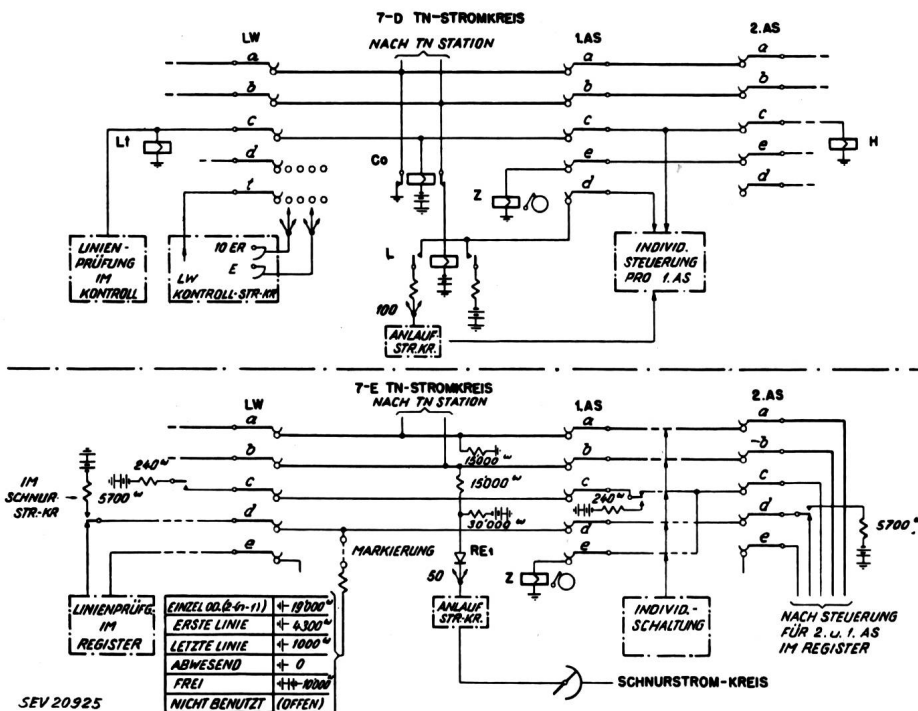 7-D TN-STROMKREIS
LW
NACH TN STATION
1.AS
2.AS
a
a
a
b
b
b
c
c
c
Lt
d
Co
e
e
H
t
Z
d
d
LINIEN-
PRÜFUNG
IM
KONTROLL
10 ER
E
LW
KONTROLL-STR-KR
L
100
ANLAUF
STR.KR.
INDIVID.
STEUERUNG
PRO 1.AS
7-E TN-STROMKREIS
LW
NACH TN STATION
1.AS
2.AS
a
a
a
15000 ω
b
b
b
IM
SCHNUR-
STR.-KR
5700 ω
240 ω
c
15000 ω
c
240 ω
c
30'000 ω
d
d
d
5700 ω
e
MARKIERUNG
RE1
e
e
50
Z
LINIENPRÜFG.
IM
REGISTER
EINZEL OD.(2-(n-1)) 19000 ω
ERSTE LINIE 4300 ω
LETZTE LINIE 1000 ω
ABWESEND 0
FREI 10000 ω
NICHT BENUTZT (OFFEN)
ANLAUF
STR-KR.
INDIVID.-
SCHALTUNG
NACH STEUERUNG
FÜR 2. u. 1. AS
IM REGISTER
SCHNURSTROM-KREIS
SEV 20925